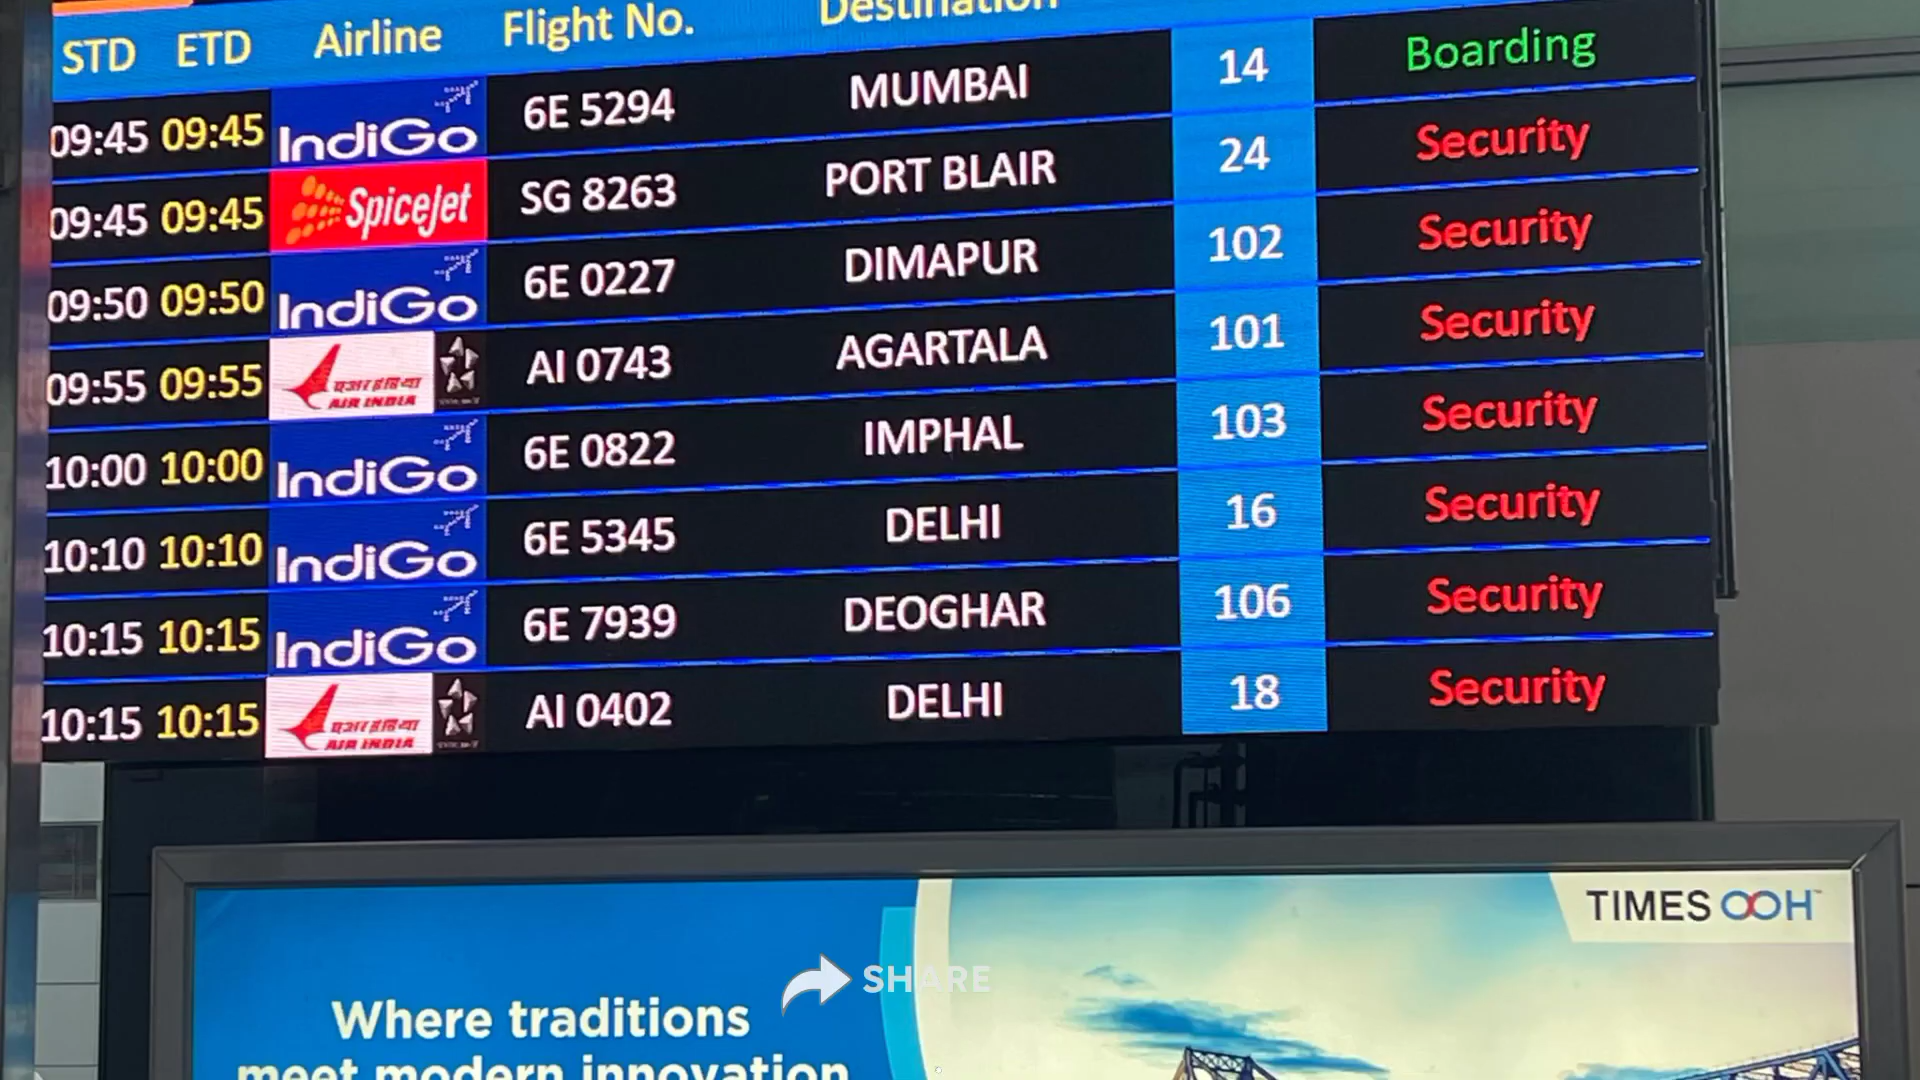 STD ETD Airline Flight No. Destination
09:45 09:45 IndiGo 6E 5294 MUMBAI 14 Boarding
09:45 09:45 SpiceJet SG 8263 PORT BLAIR 24 Security
09:50 09:50 IndiGo 6E 0227 DIMAPUR 102 Security
09:55 09:55 एअर इंडिया AIR INDIA AI 0743 AGARTALA 101 Security
10:00 10:00 IndiGo 6E 0822 IMPHAL 103 Security
10:10 10:10 IndiGo 6E 5345 DELHI 16 Security
10:15 10:15 IndiGo 6E 7939 DEOGHAR 106 Security
10:15 10:15 एअर इंडिया AIR INDIA AI 0402 DELHI 18 Security
TIMES OOH
SHARE
Where traditions
meet modern innovation